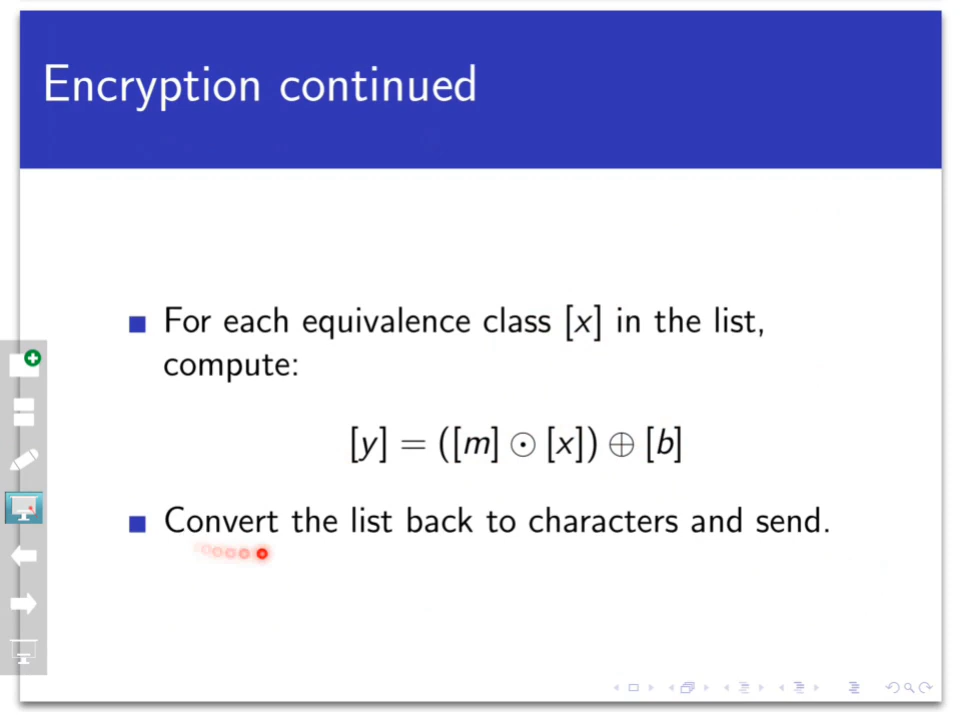 Encryption continued
For each equivalence class [x] in the list,
compute:
[y] = ([m] ⊙ [x]) ⊕ [b]
Convert the list back to characters and send.